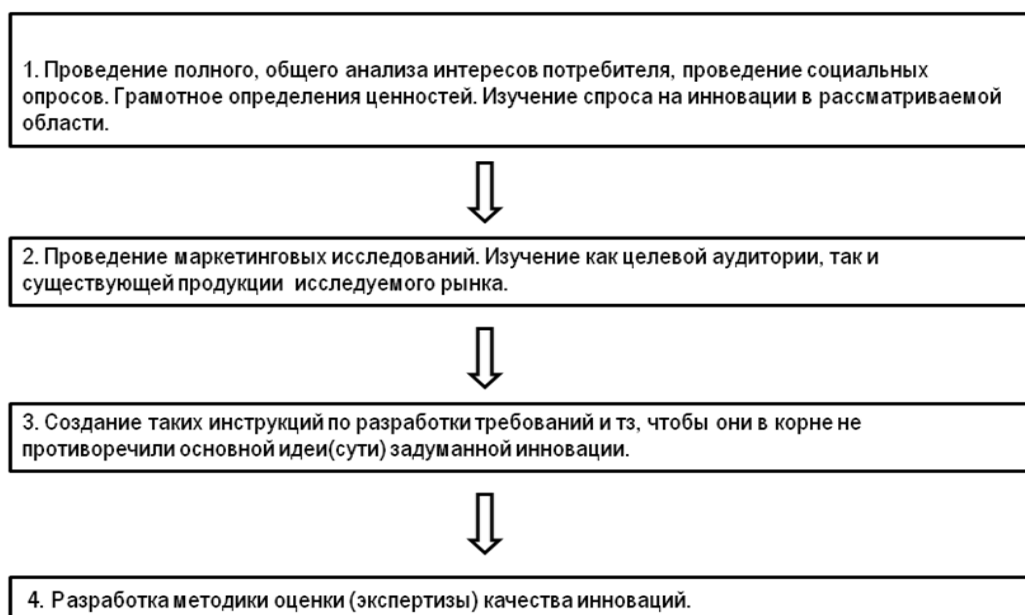 1. Проведение полного, общего анализа интересов потребителя, проведение социальных
опросов. Грамотное определения ценностей. Изучение спроса на инновации в рассматриваемой
области.
2. Проведение маркетинговых исследований. Изучение как целевой аудитории, так и
существующей продукции исследуемого рынка.
3. Создание таких инструкций по разработки требований и тз, чтобы они в корне не
противоречили основной идеи(сути) задуманной инновации.
4. Разработка методики оценки (экспертизы) качества инноваций.